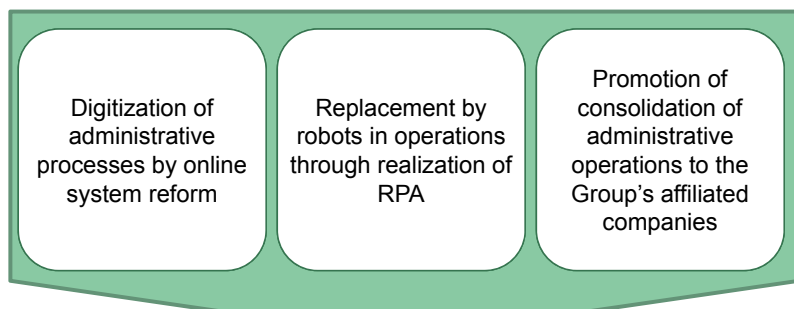 Digitization of
administrative
processes by online
system reform
Replacement by
robots in operations
through realization of
RPA
Promotion of
consolidation of
administrative
operations to the
Group's affiliated
companies